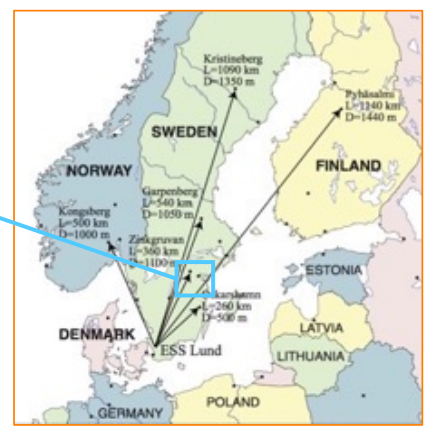 Kristineberg
L=1090 km
D=1350 m
Pyhäsalmi
L=1140 km
D=1440 m
SWEDEN
FINLAND
NORWAY
Garpenberg
L=540 km
D=1050 m
Kongsberg
L=500 km
D=1000 m
Zinkgruvan
L=360 km
D=1100 m
ESTONIA
L=260 km
D=500 m
DENMARK
LATVIA
ESS Lund
LITHUANIA
POLAND
GERMANY